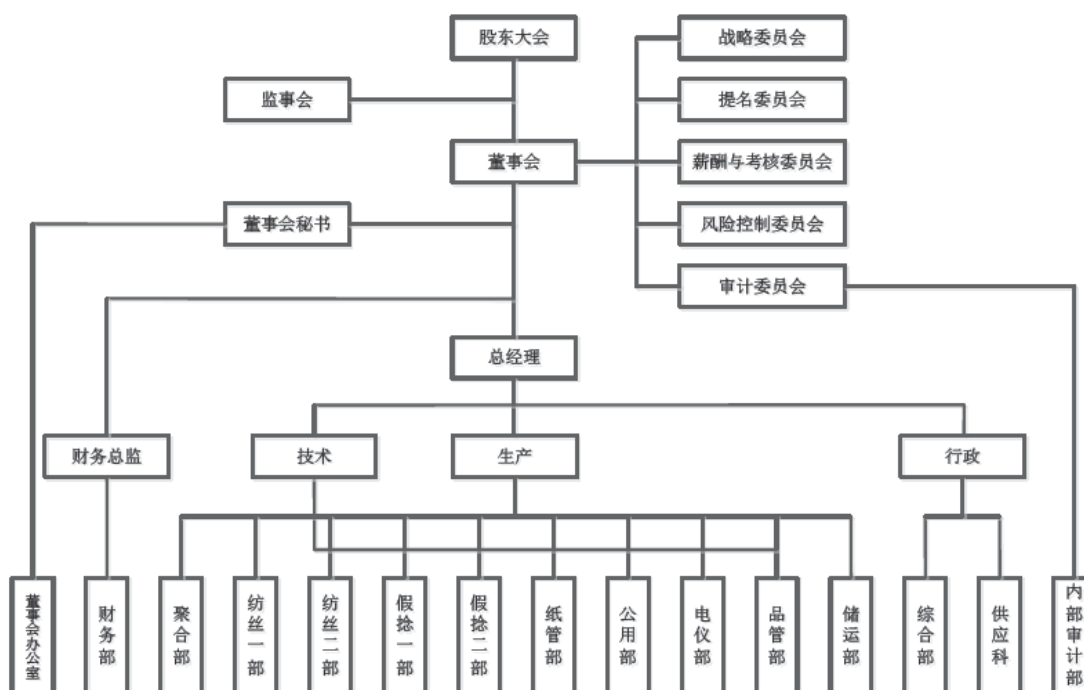 股东大会
战略委员会
监事会
提名委员会
董事会
薪酬与考核委员会
董事会秘书
风险控制委员会
审计委员会
总经理
财务总监
技术
生产
行政
董事会办公室
财务部
聚合部
纺丝一部
纺丝二部
假捻一部
假捻二部
纸管部
公用部
电仪部
品管部
储运部
综合部
供应科
内部审计部